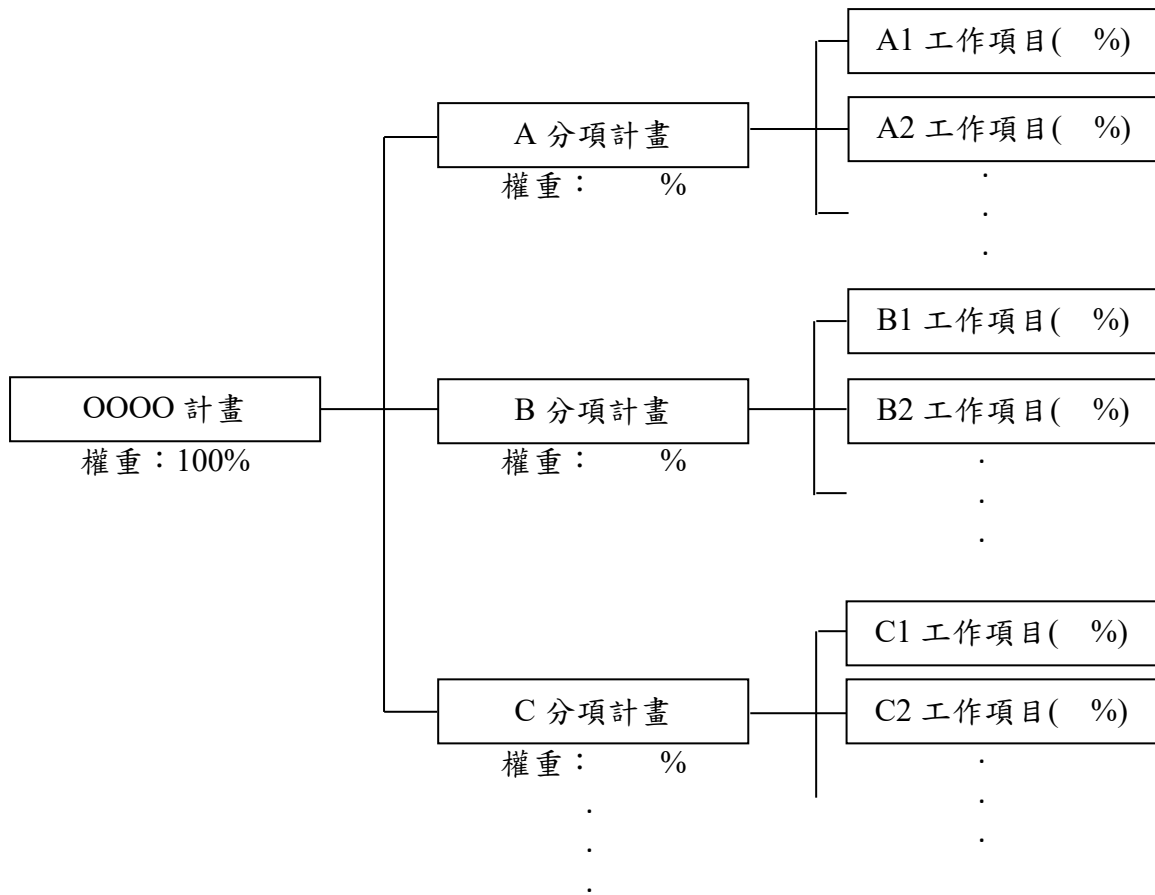 A1 工作項目( %)
A 分項計畫
A2 工作項目( %)
權重： %
.
.
.
B1 工作項目( %)
OOOO 計畫
B 分項計畫
B2 工作項目( %)
權重：100%
權重： %
.
.
.
C1 工作項目( %)
C 分項計畫
C2 工作項目( %)
權重： %
.
.
.
.
.
.